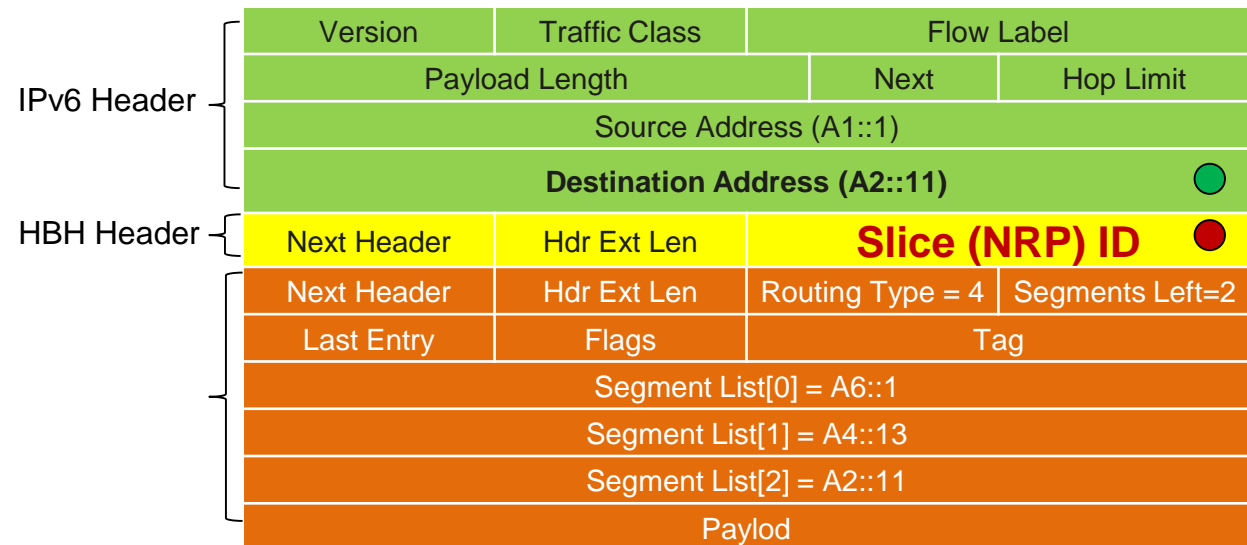 Version Traffic Class Flow Label
IPv6 Header
Payload Length Next Hop Limit
Source Address (A1::1)
Destination Address (A2::11)
HBH Header
Next Header Hdr Ext Len Slice (NRP) ID
Next Header Hdr Ext Len Routing Type = 4 Segments Left=2
Last Entry Flags Tag
Segment List[0] = A6::1
Segment List[1] = A4::13
Segment List[2] = A2::11
Paylod